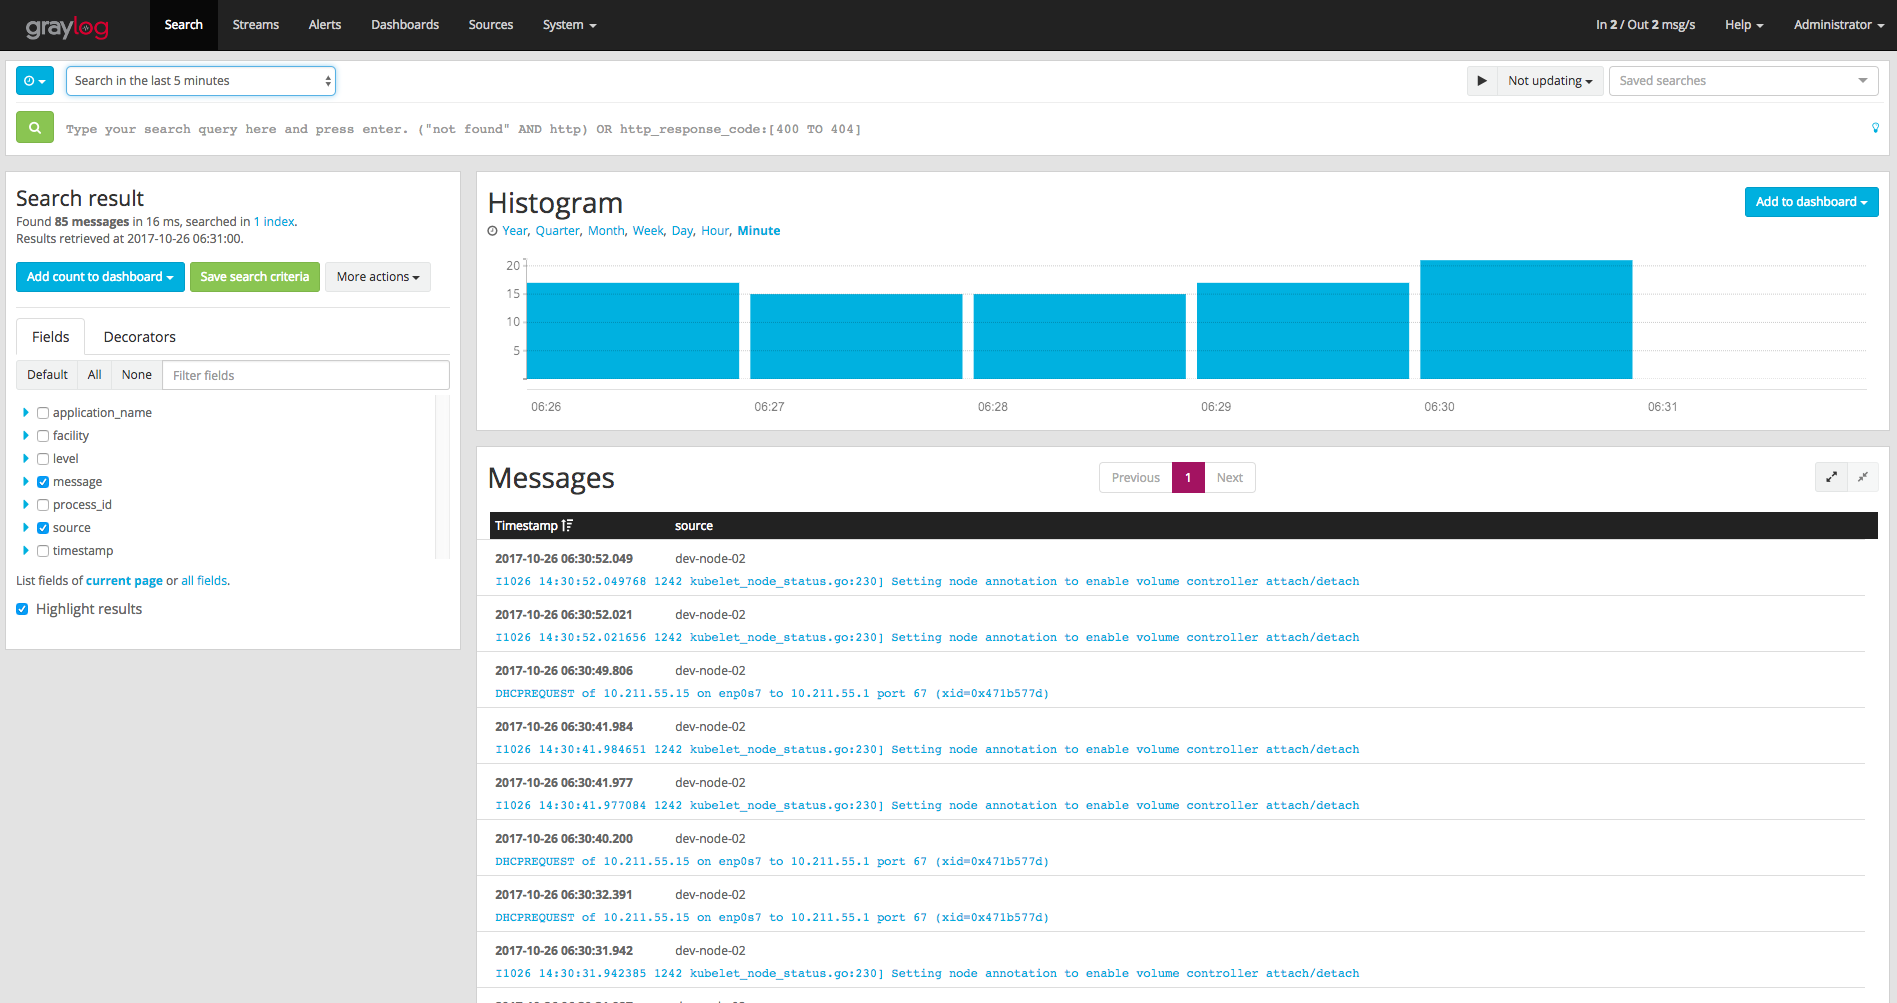 graylog Search Streams Alerts Dashboards Sources System In 2 / Out 2 msg/s Help Administrator
Search in the last 5 minutes Not updating Saved searches
Type your search query here and press enter. ("not found" AND http) OR http_response_code:[400 TO 404]
Search result
Found 85 messages in 16 ms, searched in 1 index.
Results retrieved at 2017-10-26 06:31:00.
Add count to dashboard Save search criteria More actions
Fields Decorators
Default All None Filter fields
application_name
facility
level
message
process_id
source
timestamp
List fields of current page or all fields.
Highlight results
Histogram Add to dashboard
Year, Quarter, Month, Week, Day, Hour, Minute
20
15
10
5
06:26 06:27 06:28 06:29 06:30 06:31
Messages Previous 1 Next
Timestamp source
2017-10-26 06:30:52.049 dev-node-02
I1026 14:30:52.049768 1242 kubelet_node_status.go:230] Setting node annotation to enable volume controller attach/detach
2017-10-26 06:30:52.021 dev-node-02
I1026 14:30:52.021656 1242 kubelet_node_status.go:230] Setting node annotation to enable volume controller attach/detach
2017-10-26 06:30:49.806 dev-node-02
DHCPREQUEST of 10.211.55.15 on enp0s7 to 10.211.55.1 port 67 (xid=0x471b577d)
2017-10-26 06:30:41.984 dev-node-02
I1026 14:30:41.984651 1242 kubelet_node_status.go:230] Setting node annotation to enable volume controller attach/detach
2017-10-26 06:30:41.977 dev-node-02
I1026 14:30:41.977084 1242 kubelet_node_status.go:230] Setting node annotation to enable volume controller attach/detach
2017-10-26 06:30:40.200 dev-node-02
DHCPREQUEST of 10.211.55.15 on enp0s7 to 10.211.55.1 port 67 (xid=0x471b577d)
2017-10-26 06:30:32.391 dev-node-02
DHCPREQUEST of 10.211.55.15 on enp0s7 to 10.211.55.1 port 67 (xid=0x471b577d)
2017-10-26 06:30:31.942 dev-node-02
I1026 14:30:31.942385 1242 kubelet_node_status.go:230] Setting node annotation to enable volume controller attach/detach